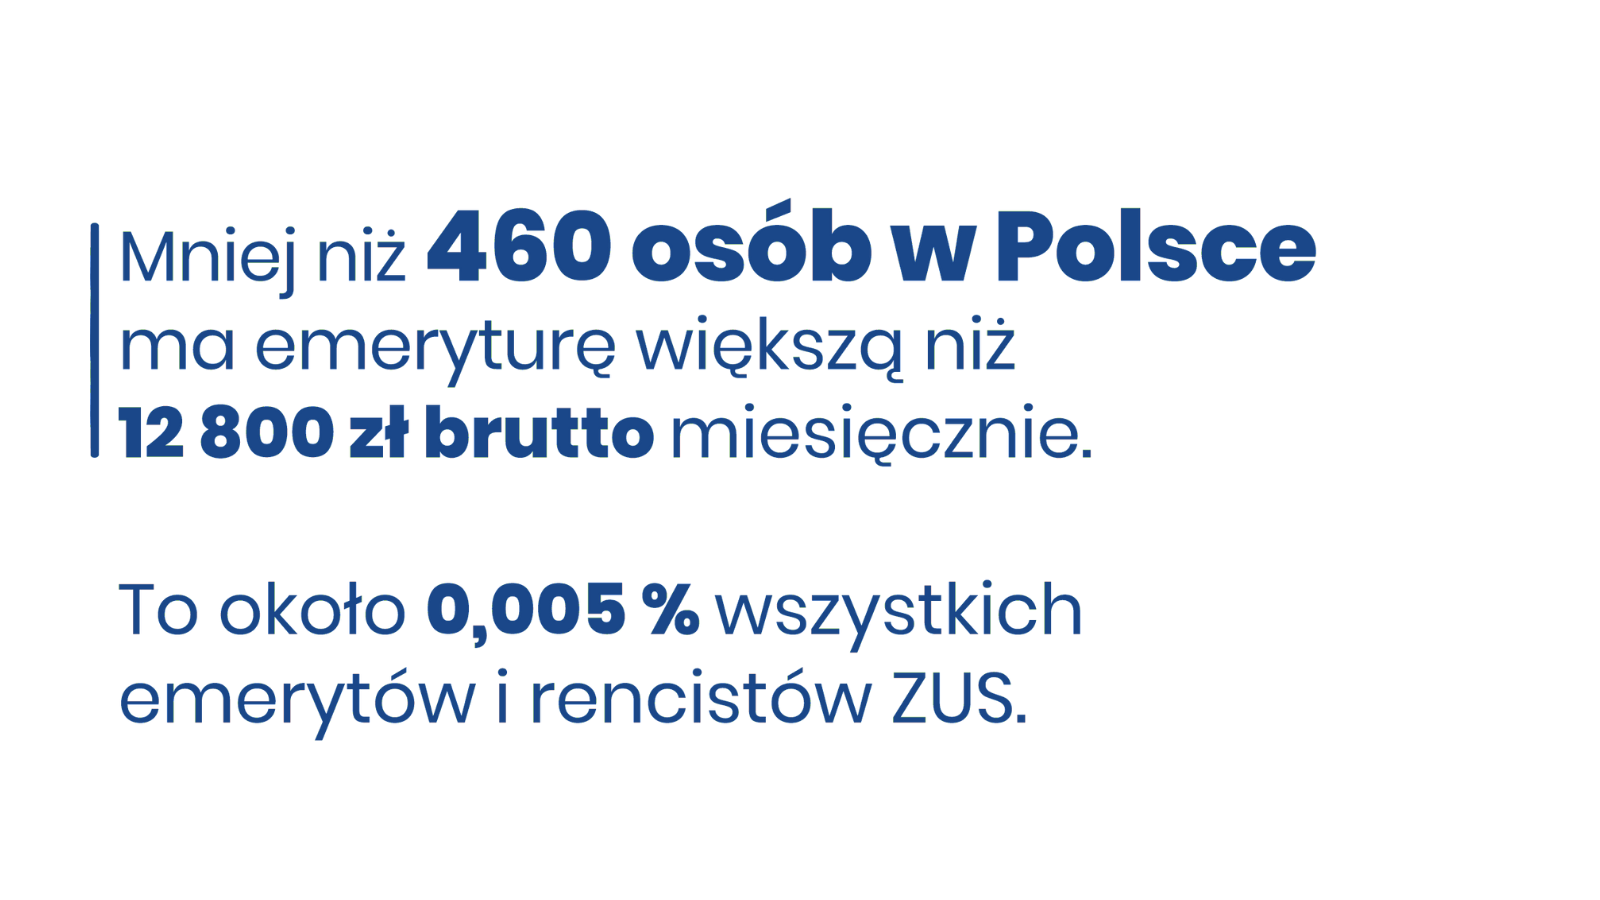 Mniej niż 460 osób w Polsce
ma emeryturę większą niż
12 800 zł brutto miesięcznie.
To około 0,005 % wszystkich
emerytów i rencistów ZUS.